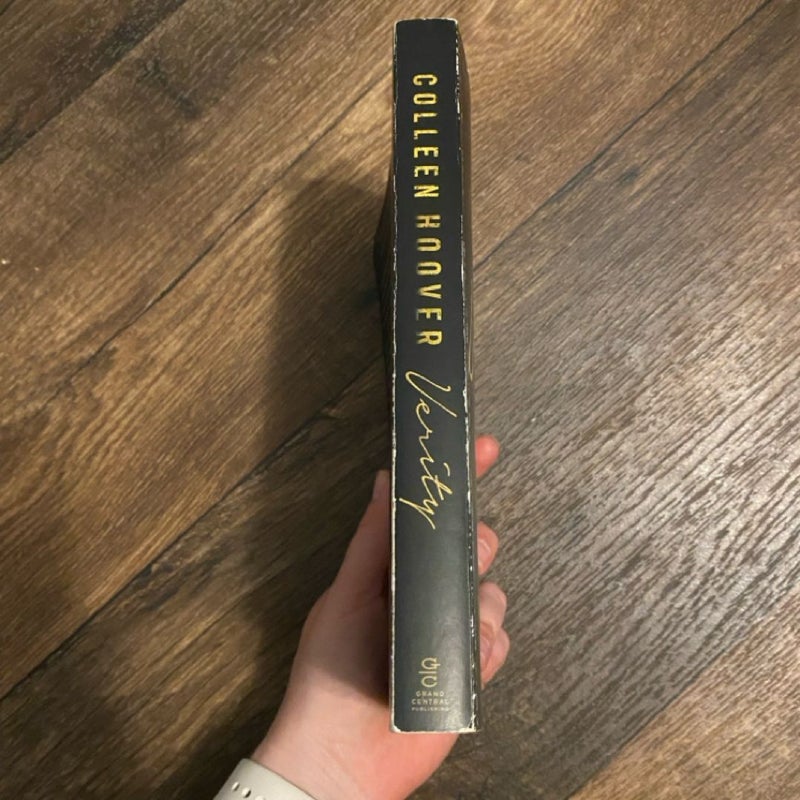 COLLEEN HOOVER
Verity
GRAND
CENTRAL
PUBLISHING